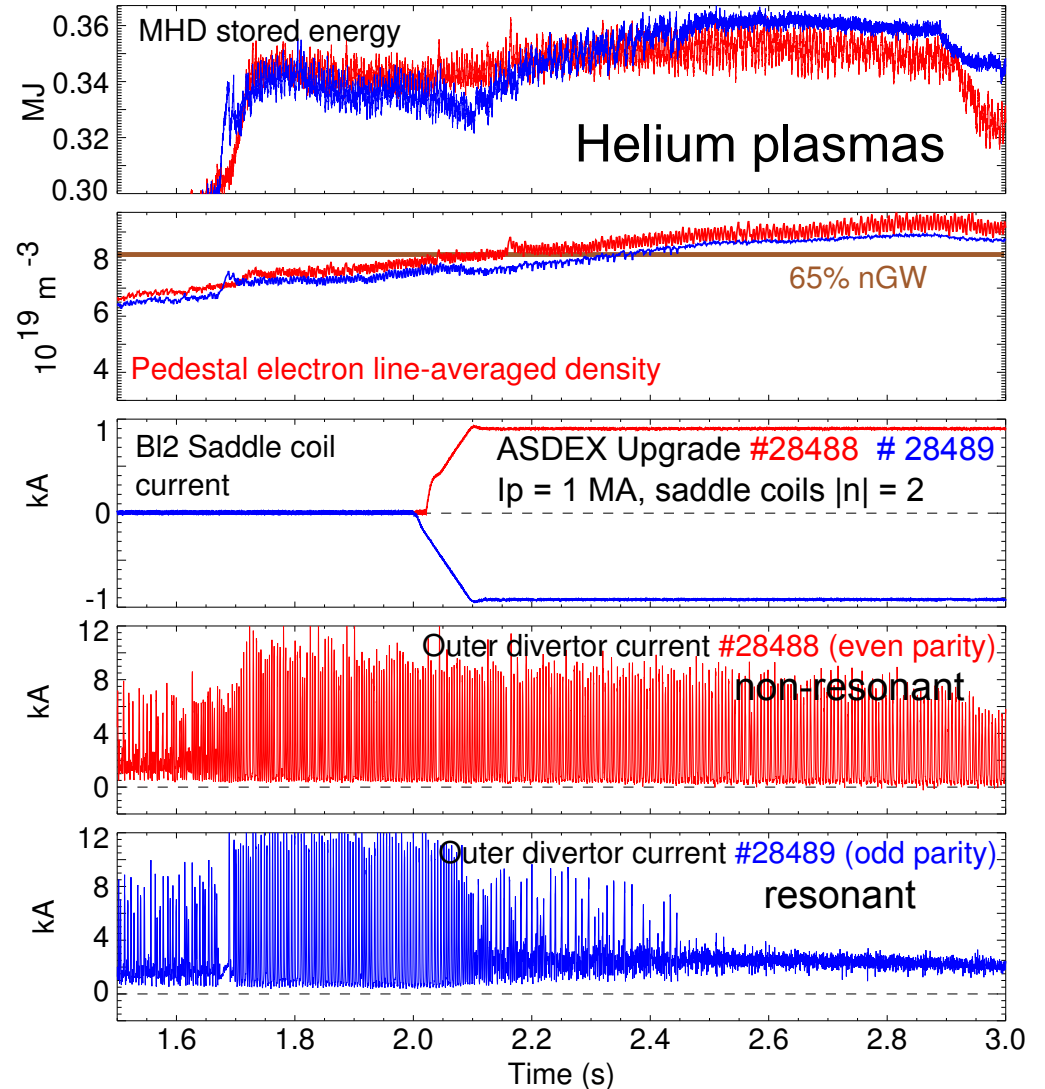 MHD stored energy
0.36
0.34
0.32
0.30
MJ
Helium plasmas
8
6
4
10 19 m -3
65% nGW
Pedestal electron line-averaged density
1
0
-1
kA
Bl2 Saddle coil
current
ASDEX Upgrade #28488 # 28489
Ip = 1 MA, saddle coils |n| = 2
12
8
4
0
kA
Outer divertor current #28488 (even parity)
non-resonant
12
8
4
0
kA
Outer divertor current #28489 (odd parity)
resonant
1.6 1.8 2.0 2.2 2.4 2.6 2.8 3.0
Time (s)